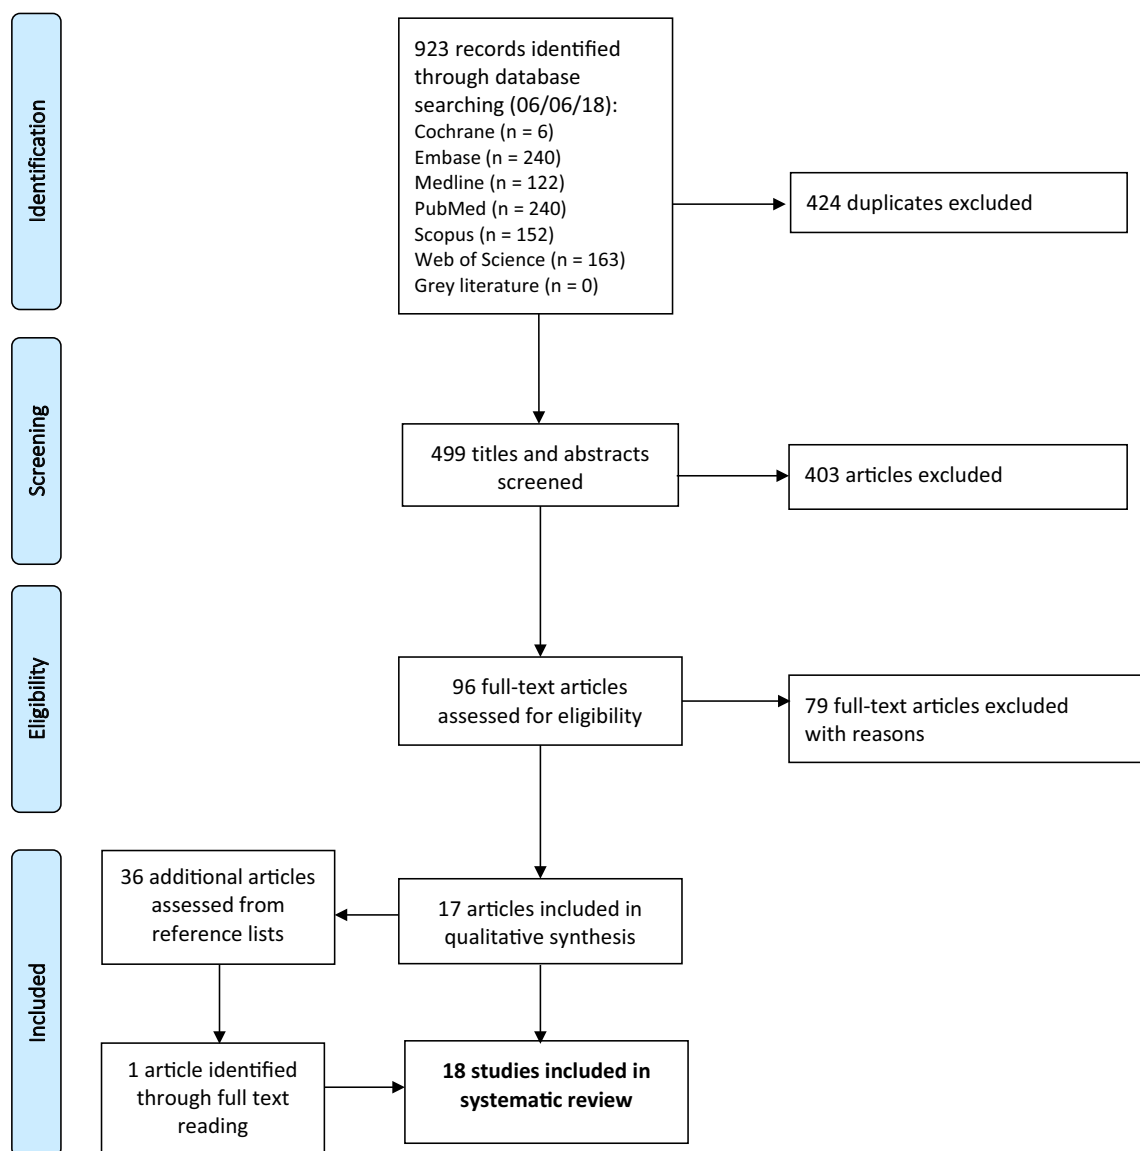 Identification
923 records identified
through database
searching (06/06/18):
Cochrane (n = 6)
Embase (n = 240)
Medline (n = 122)
PubMed (n = 240)
Scopus (n = 152)
Web of Science (n = 163)
Grey literature (n = 0)
424 duplicates excluded
Screening
499 titles and abstracts
screened
403 articles excluded
Eligibility
96 full-text articles
assessed for eligibility
79 full-text articles excluded
with reasons
Included
36 additional articles
assessed from
reference lists
17 articles included in
qualitative synthesis
1 article identified
through full text
reading
18 studies included in
systematic review